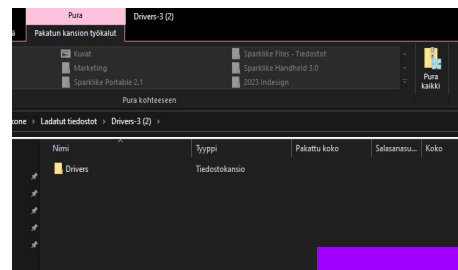 Pura Drivers-3 (2)
ä Pakatun kansion työkalut
Kuvat Sparklike Files - Tiedostot
Marketing Sparklike Handheld 3.0
Sparklike Portable 2.1 2023 Indesign
Pura kaikki
Pura kohteeseen
kone > Ladatut tiedostot > Drivers-3 (2) >
Nimi Tyyppi Pakattu koko Salasanasu... Koko
Drivers Tiedostokansio